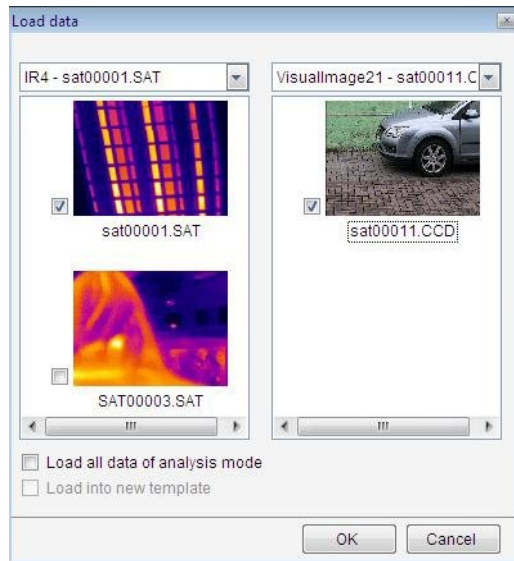 Load data
IR4 - sat00001.SAT
VisualImage21 - sat00011.C
sat00001.SAT
sat00011.CCD
SAT00003.SAT
Load all data of analysis mode
Load into new template
OK
Cancel